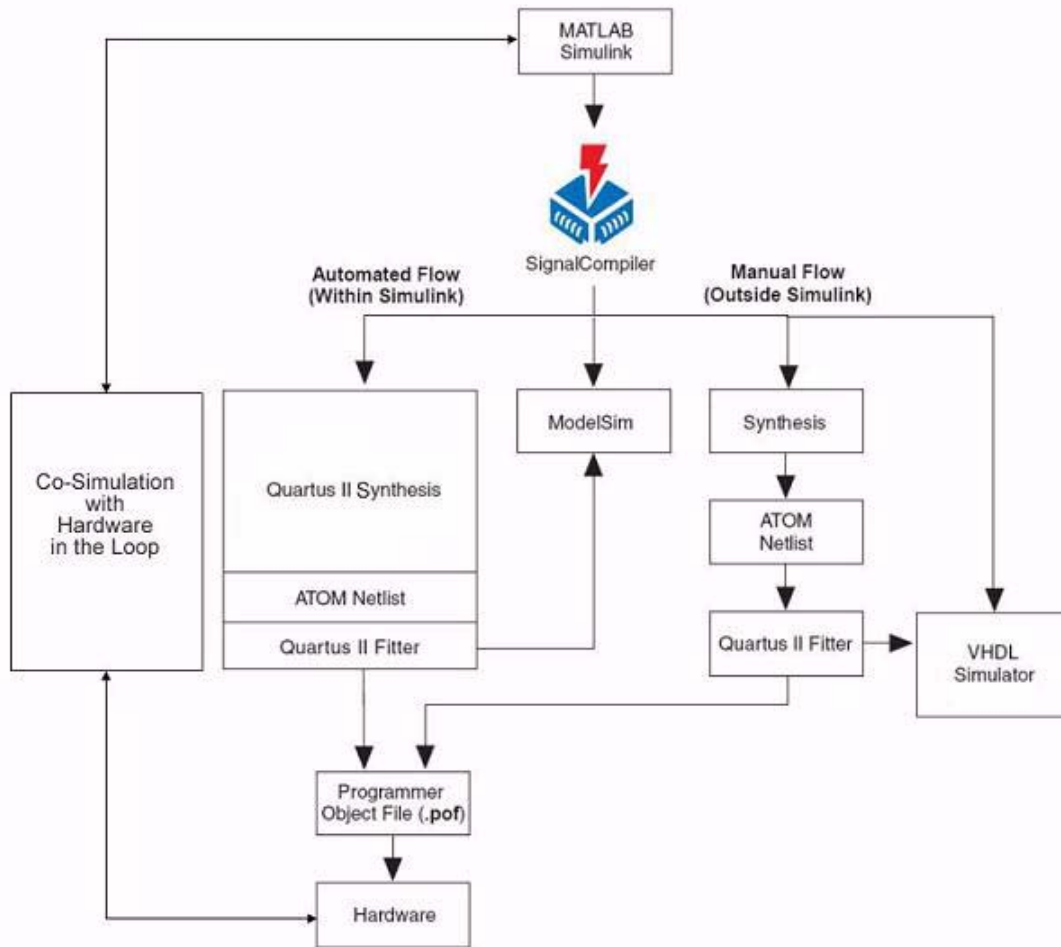 MATLAB
Simulink
SignalCompiler
Automated Flow
(Within Simulink)
Manual Flow
(Outside Simulink)
Co-Simulation
with
Hardware
in the Loop
Quartus II Synthesis
ATOM Netlist
Quartus II Fitter
ModelSim
Synthesis
ATOM
Netlist
Quartus II Fitter
VHDL
Simulator
Programmer
Object File (.pof)
Hardware